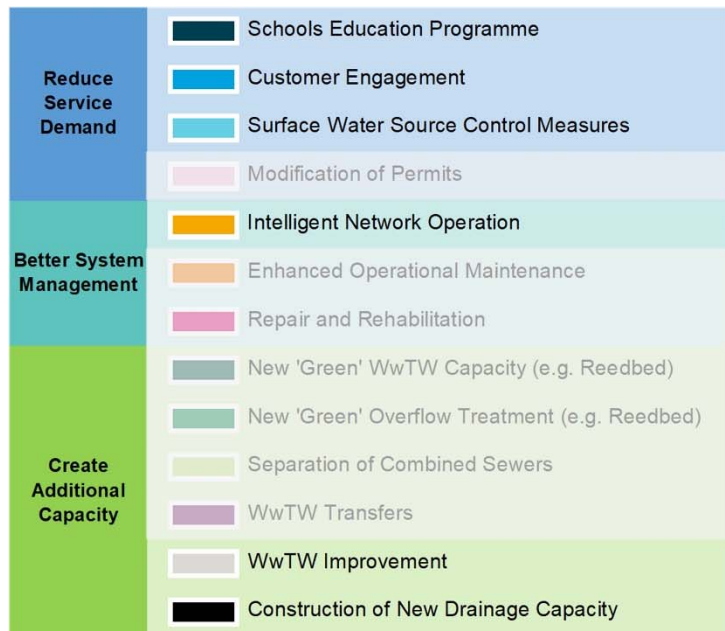 Reduce
Service
Demand
Schools Education Programme
Customer Engagement
Surface Water Source Control Measures
Modification of Permits
Better System
Management
Intelligent Network Operation
Enhanced Operational Maintenance
Repair and Rehabilitation
Create
Additional
Capacity
New 'Green' WwTW Capacity (e.g. Reedbed)
New 'Green' Overflow Treatment (e.g. Reedbed)
Separation of Combined Sewers
WwTW Transfers
WwTW Improvement
Construction of New Drainage Capacity